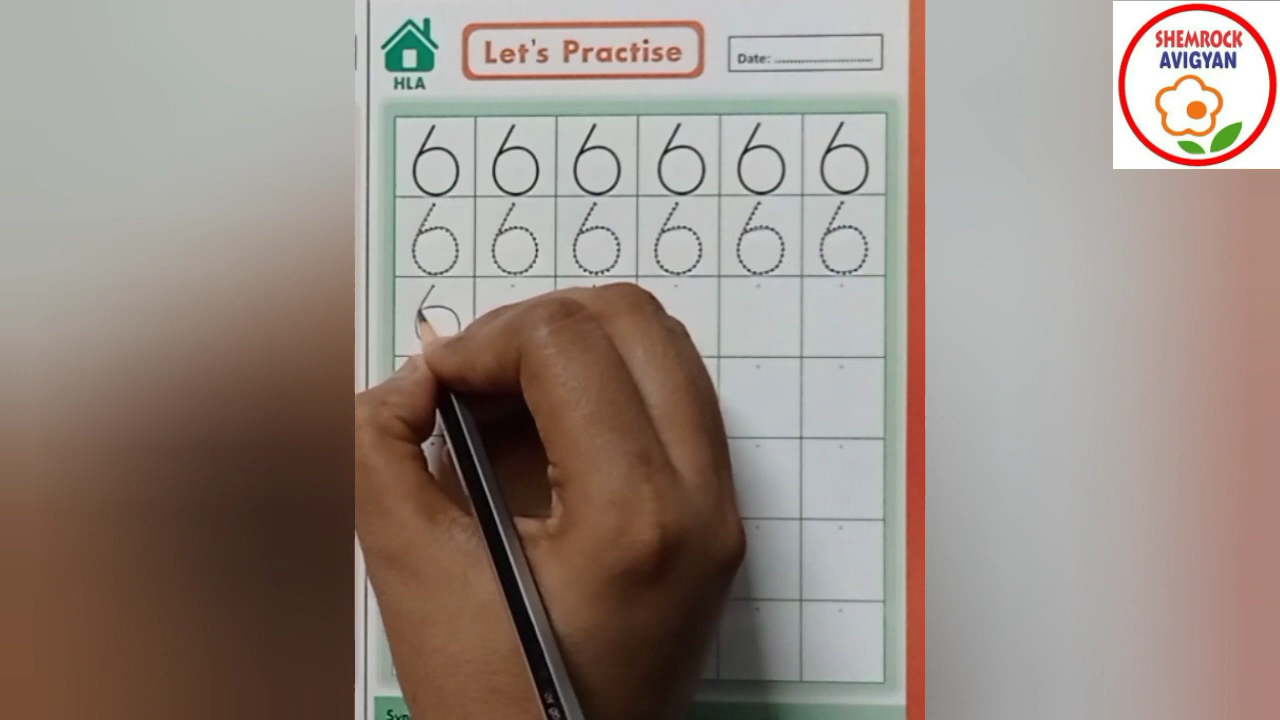 SHEMROCK
AVIGYAN
HLA
Let's Practise
Date:
6 6 6 6 6 6
6 6 6 6 6 6
6